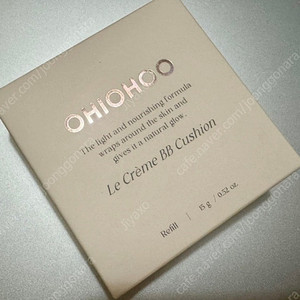 OHIOHOO
The light and nourishing formula
wraps around the skin and
gives it a natural glow.
Le Crème BB Cushion
Refill | 15 g / 0.52 oz.